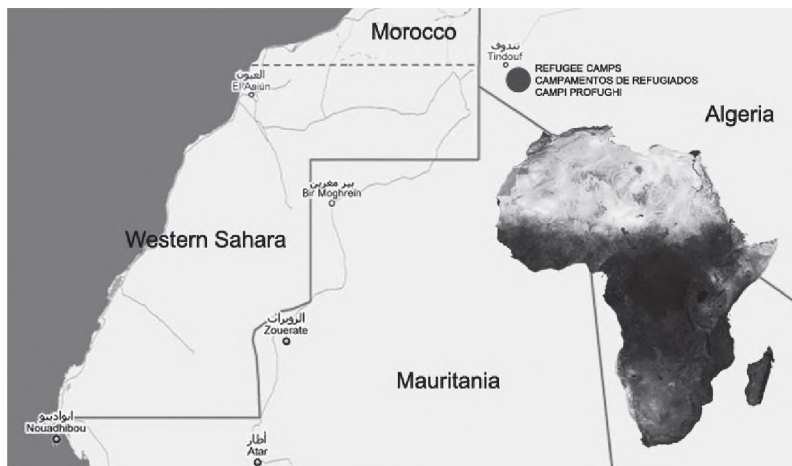 Morocco
تندوف
Tindouf
REFUGEE CAMPS
CAMPAMENTOS DE REFUGIADOS
CAMPI PROFUGHI
العيون
El Aaiún
Algeria
بير مغرين
Bir Moghrein
Western Sahara
الزويرات
Zouerate
Mauritania
انواذيبو
Nouadhibou
أطار
Atar